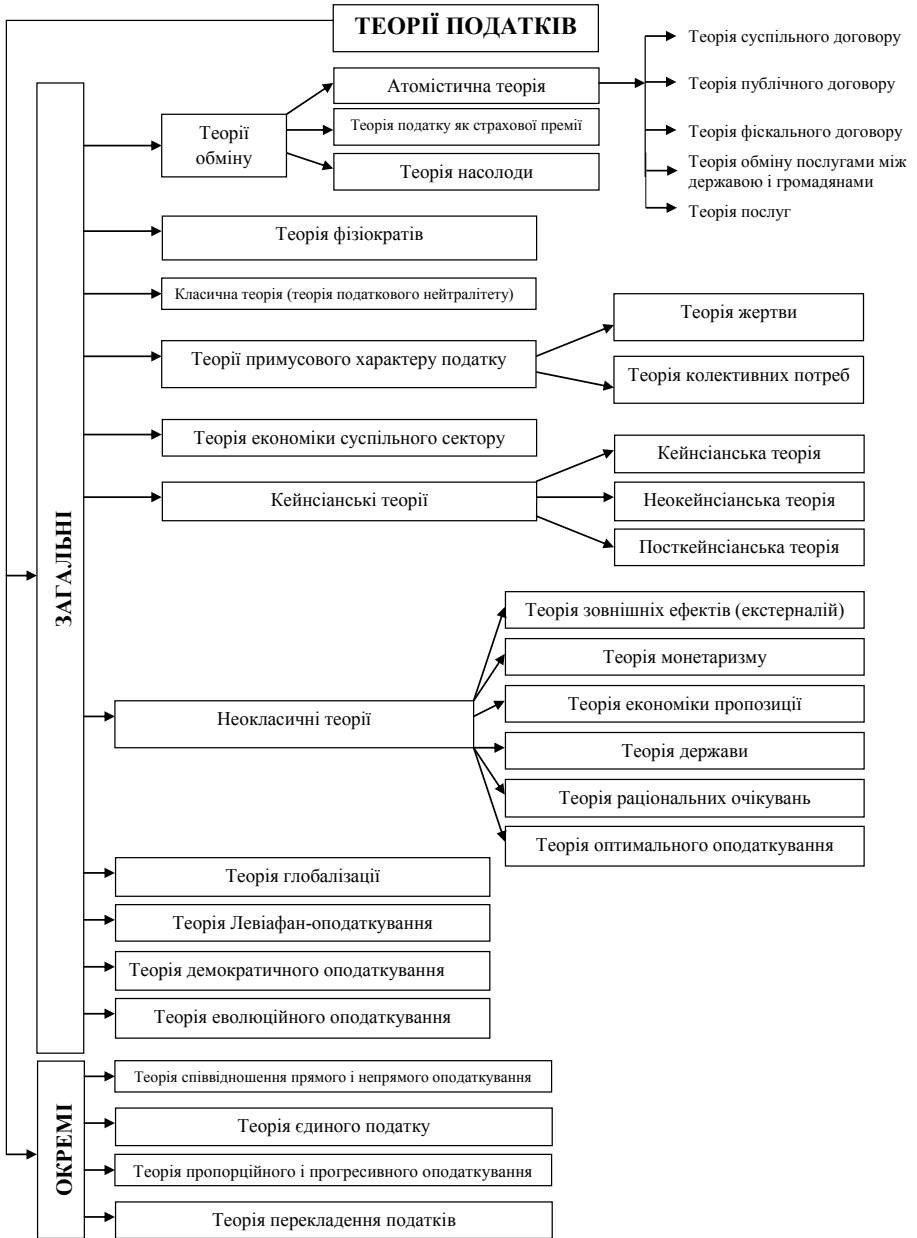 ТЕОРІЇ ПОДАТКІВ
ЗАГАЛЬНІ
Теорії
обміну
Атомістична теорія
Теорія податку як страхової премії
Теорія насолоди
Теорія суспільного договору
Теорія публічного договору
Теорія фіскального договору
Теорія обміну послугами між
державою і громадянами
Теорія послуг
Теорія фізіократів
Класична теорія (теорія податкового нейтралітету)
Теорії примусового характеру податку
Теорія жертви
Теорія колективних потреб
Теорія економіки суспільного сектору
Кейнсіанські теорії
Кейнсіанська теорія
Неокейнсіанська теорія
Посткейнсіанська теорія
Неокласичні теорії
Теорія зовнішніх ефектів (екстерналій)
Теорія монетаризму
Теорія економіки пропозиції
Теорія держави
Теорія раціональних очікувань
Теорія оптимального оподаткування
Теорія глобалізації
Теорія Левіафан-оподаткування
Теорія демократичного оподаткування
Теорія еволюційного оподаткування
ОКРЕМІ
Теорія співвідношення прямого і непрямого оподаткування
Теорія єдиного податку
Теорія пропорційного і прогресивного оподаткування
Теорія перекладення податків